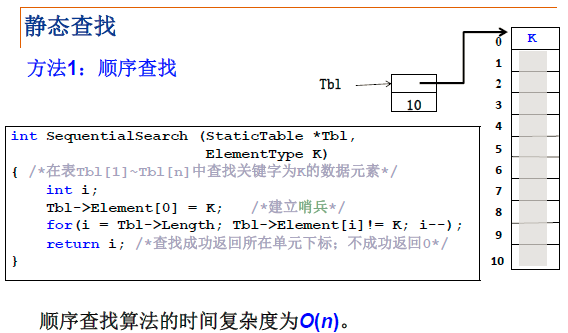 静态查找
方法1：顺序查找
Tbl
10
K
0
1
2
3
4
5
6
7
8
9
10
int SequentialSearch (StaticTable *Tbl,
ElementType K)
{ /*在表Tbl[1]~Tbl[n]中查找关键字为K的数据元素*/
int i;
Tbl->Element[0] = K; /*建立哨兵*/
for(i = Tbl->Length; Tbl->Element[i]!= K; i--);
return i; /*查找成功返回所在单元下标；不成功返回0*/
}
顺序查找算法的时间复杂度为O(n)。